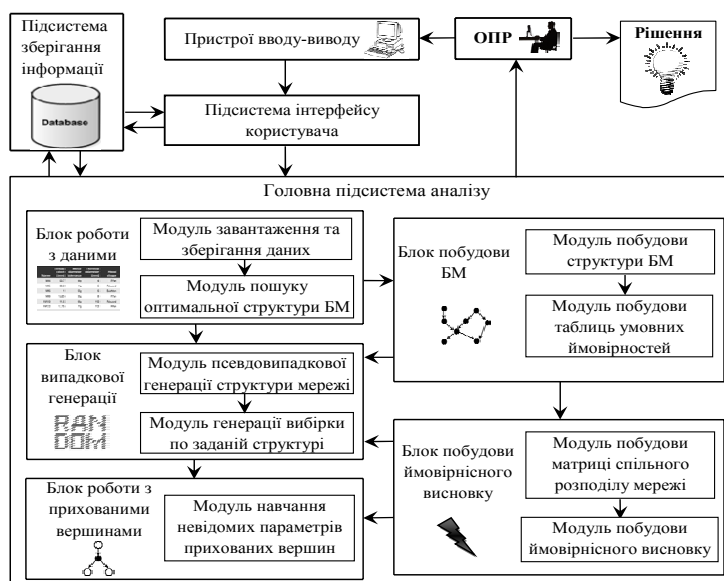 Підсистема
зберігання
інформації
Database
Пристрої вводу-виводу
ОПР
Рішення
Підсистема інтерфейсу
користувача
Головна підсистема аналізу
Блок роботи
з даними
Модуль завантаження та
зберігання даних
Модуль пошуку
оптимальної структури БМ
Блок побудови
БМ
Модуль побудови
структури БМ
Модуль побудови
таблиць умовних
ймовірностей
Блок
випадкової
генерації
RAN
DOM
Модуль псевдовипадкової
генерації структури мережі
Модуль генерації вибірки
по заданій структурі
Блок побудови
ймовірнісного
висновку
Модуль побудови
матриці спільного
розподілу мережі
Модуль побудови
ймовірнісного висновку
Блок роботи з
прихованими
вершинами
Модуль навчання
невідомих параметрів
прихованих вершин